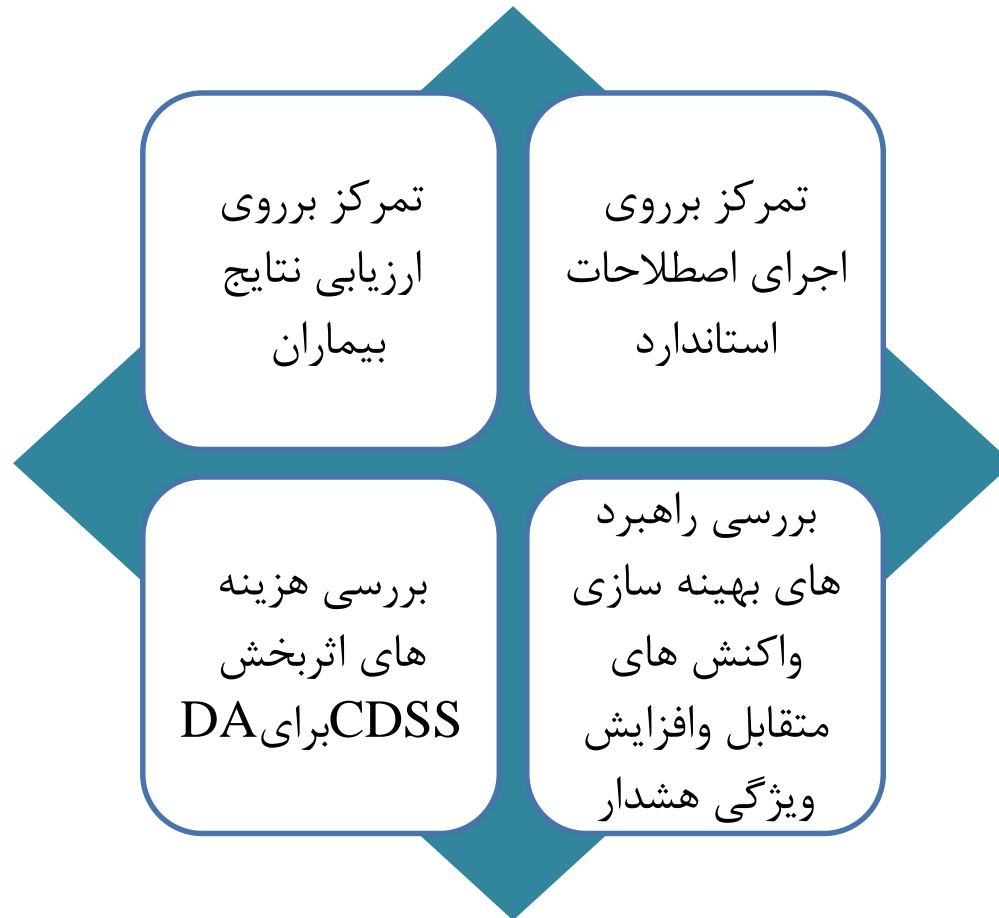 تمرکز برروی
اجرای اصطلاحات
استاندارد
تمرکز برروی
ارزیابی نتایج
بیماران
بررسی راهبرد
های بهینه سازی
واکنش های
متقابل وافزایش
ویژگی هشدار
بررسی هزینه
های اثربخش
CDSSبرایDA